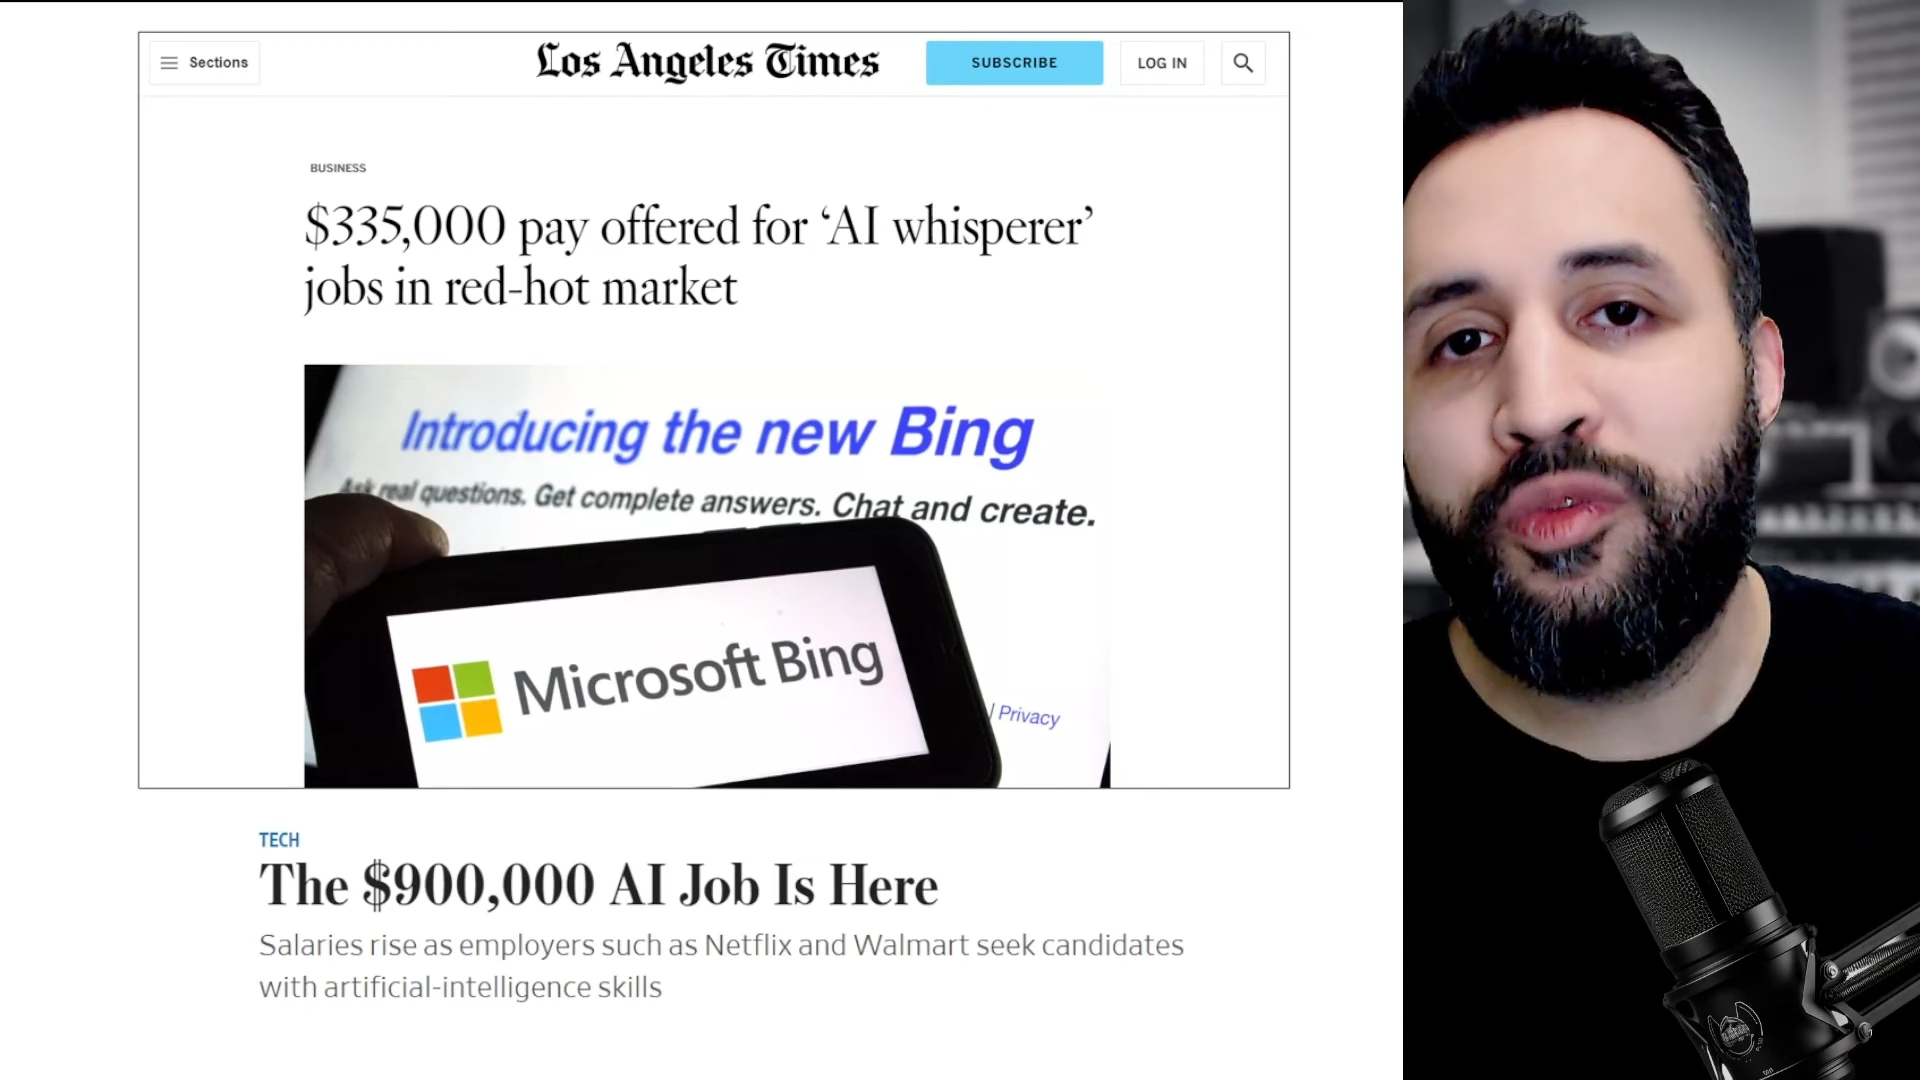 Sections
Los Angeles Times
SUBSCRIBE
LOG IN
BUSINESS
$335,000 pay offered for ‘AI whisperer’
jobs in red-hot market
Introducing the new Bing
Ask real questions. Get complete answers. Chat and create.
Microsoft Bing
| Privacy
TECH
The $900,000 AI Job Is Here
Salaries rise as employers such as Netflix and Walmart seek candidates
with artificial-intelligence skills